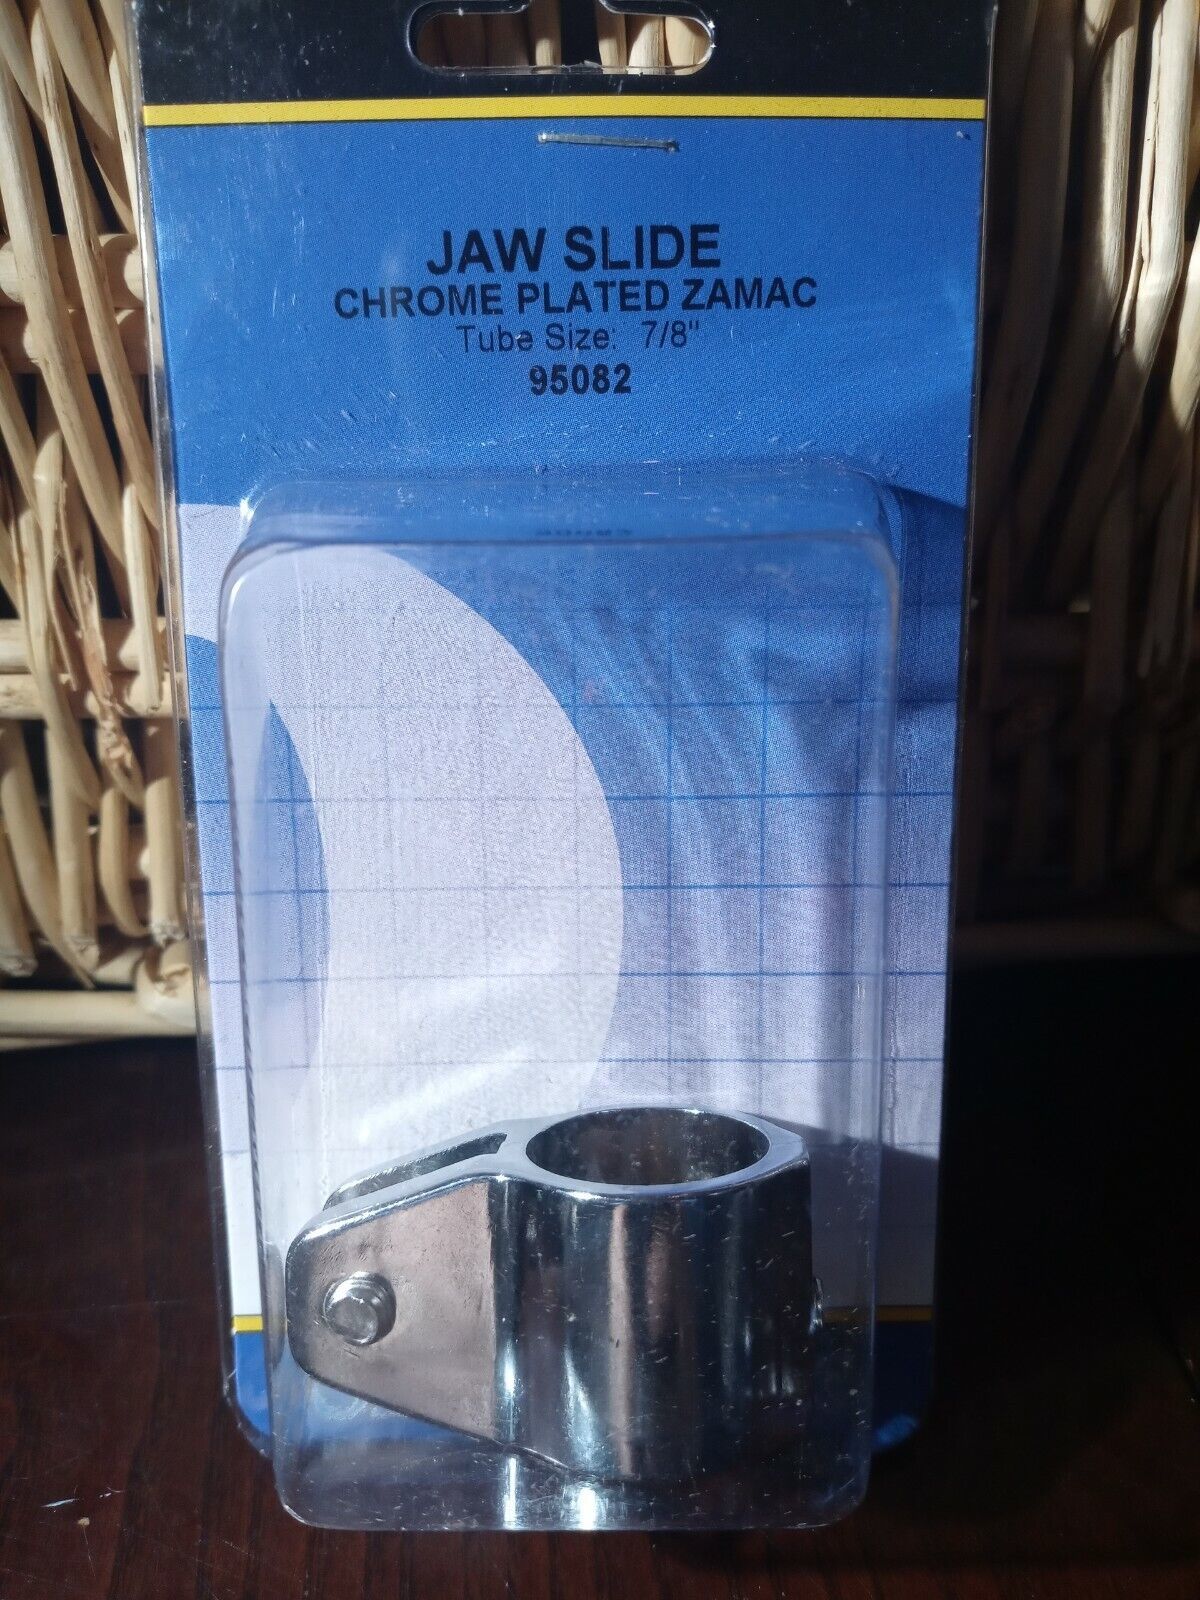 JAW SLIDE
CHROME PLATED ZAMAC
Tube Size: 7/8"
95082